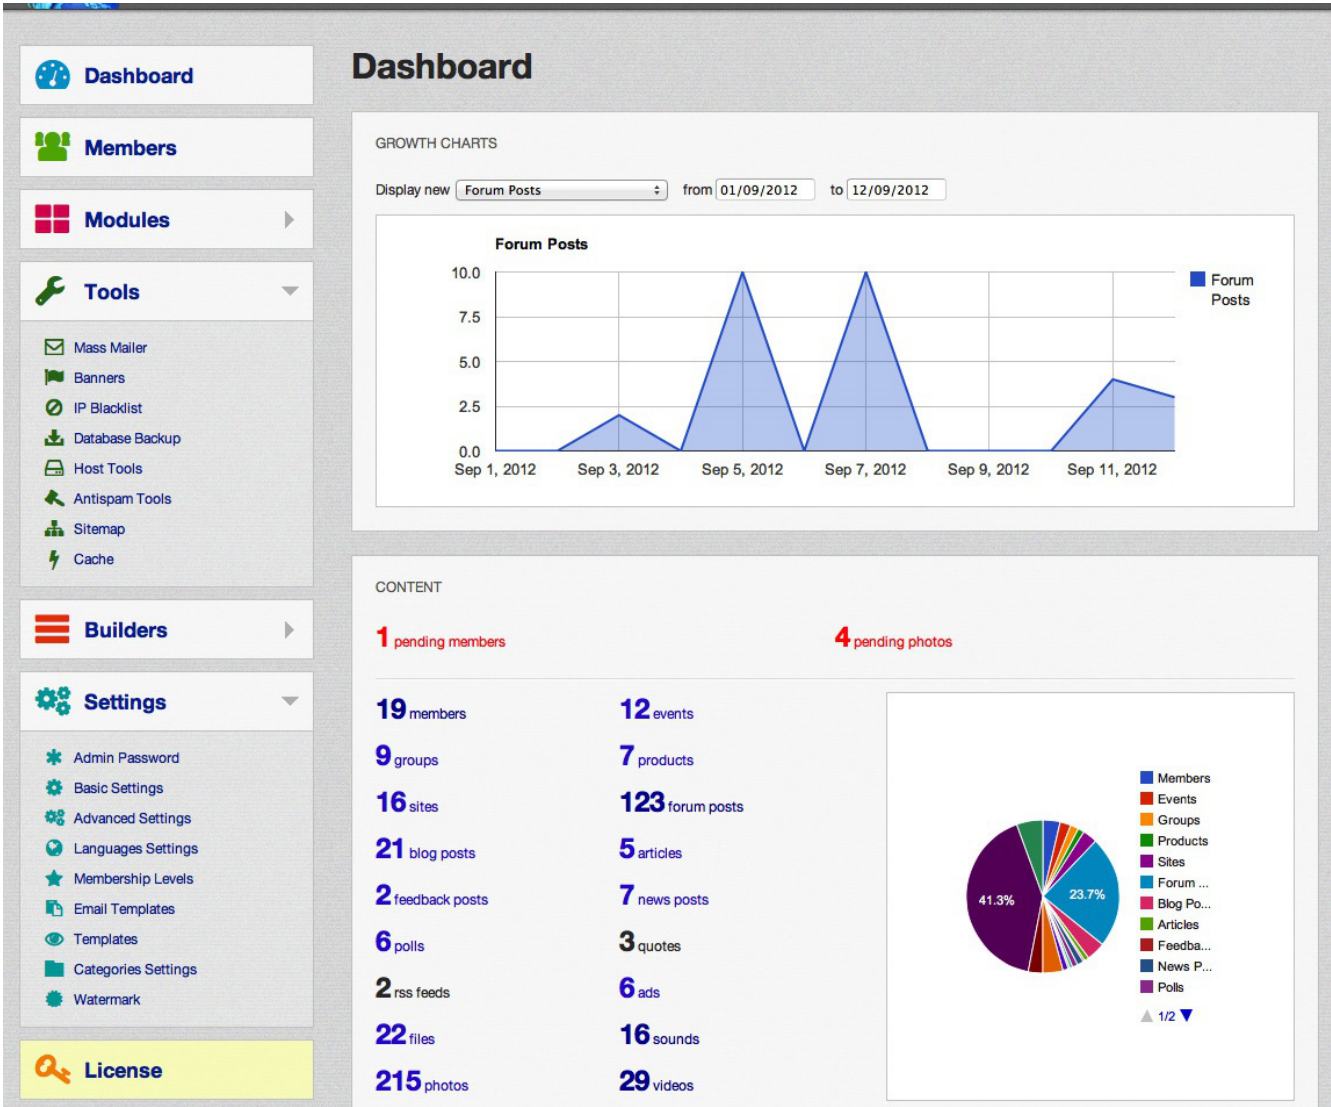 Dashboard
Members
Modules
Tools
Mass Mailer
Banners
IP Blacklist
Database Backup
Host Tools
Antispam Tools
Sitemap
Cache
Builders
Settings
Admin Password
Basic Settings
Advanced Settings
Languages Settings
Membership Levels
Email Templates
Templates
Categories Settings
Watermark
License
Dashboard
GROWTH CHARTS
Display new Forum Posts from 01/09/2012 to 12/09/2012
Forum Posts
10.0
7.5
5.0
2.5
0.0
Sep 1, 2012 Sep 3, 2012 Sep 5, 2012 Sep 7, 2012 Sep 9, 2012 Sep 11, 2012
Forum
Posts
CONTENT
1 pending members 4 pending photos
19 members 12 events
9 groups 7 products
16 sites 123 forum posts
21 blog posts 5 articles
2 feedback posts 7 news posts
6 polls 3 quotes
2 rss feeds 6 ads
22 files 16 sounds
215 photos 29 videos
41.3% 23.7%
Members
Events
Groups
Products
Sites
Forum ...
Blog Po...
Articles
Feedba...
News P...
Polls
1/2